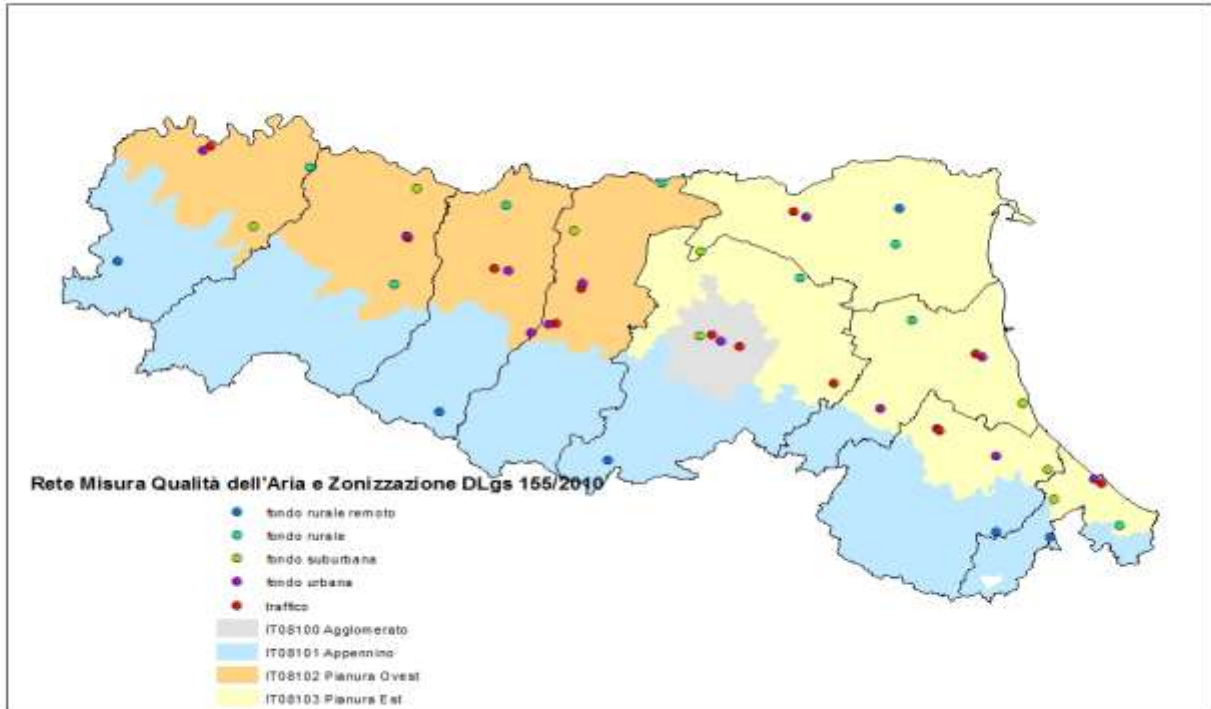 Rete Misura Qualità dell'Aria e Zonizzazione DLgs 155/2010
fondo rurale remoto
fondo rurale
fondo suburbana
fondo urbana
traffico
IT08100 Agglomerato
IT08101 Appennino
IT08102 Pianura Ovest
IT08103 Pianura Est